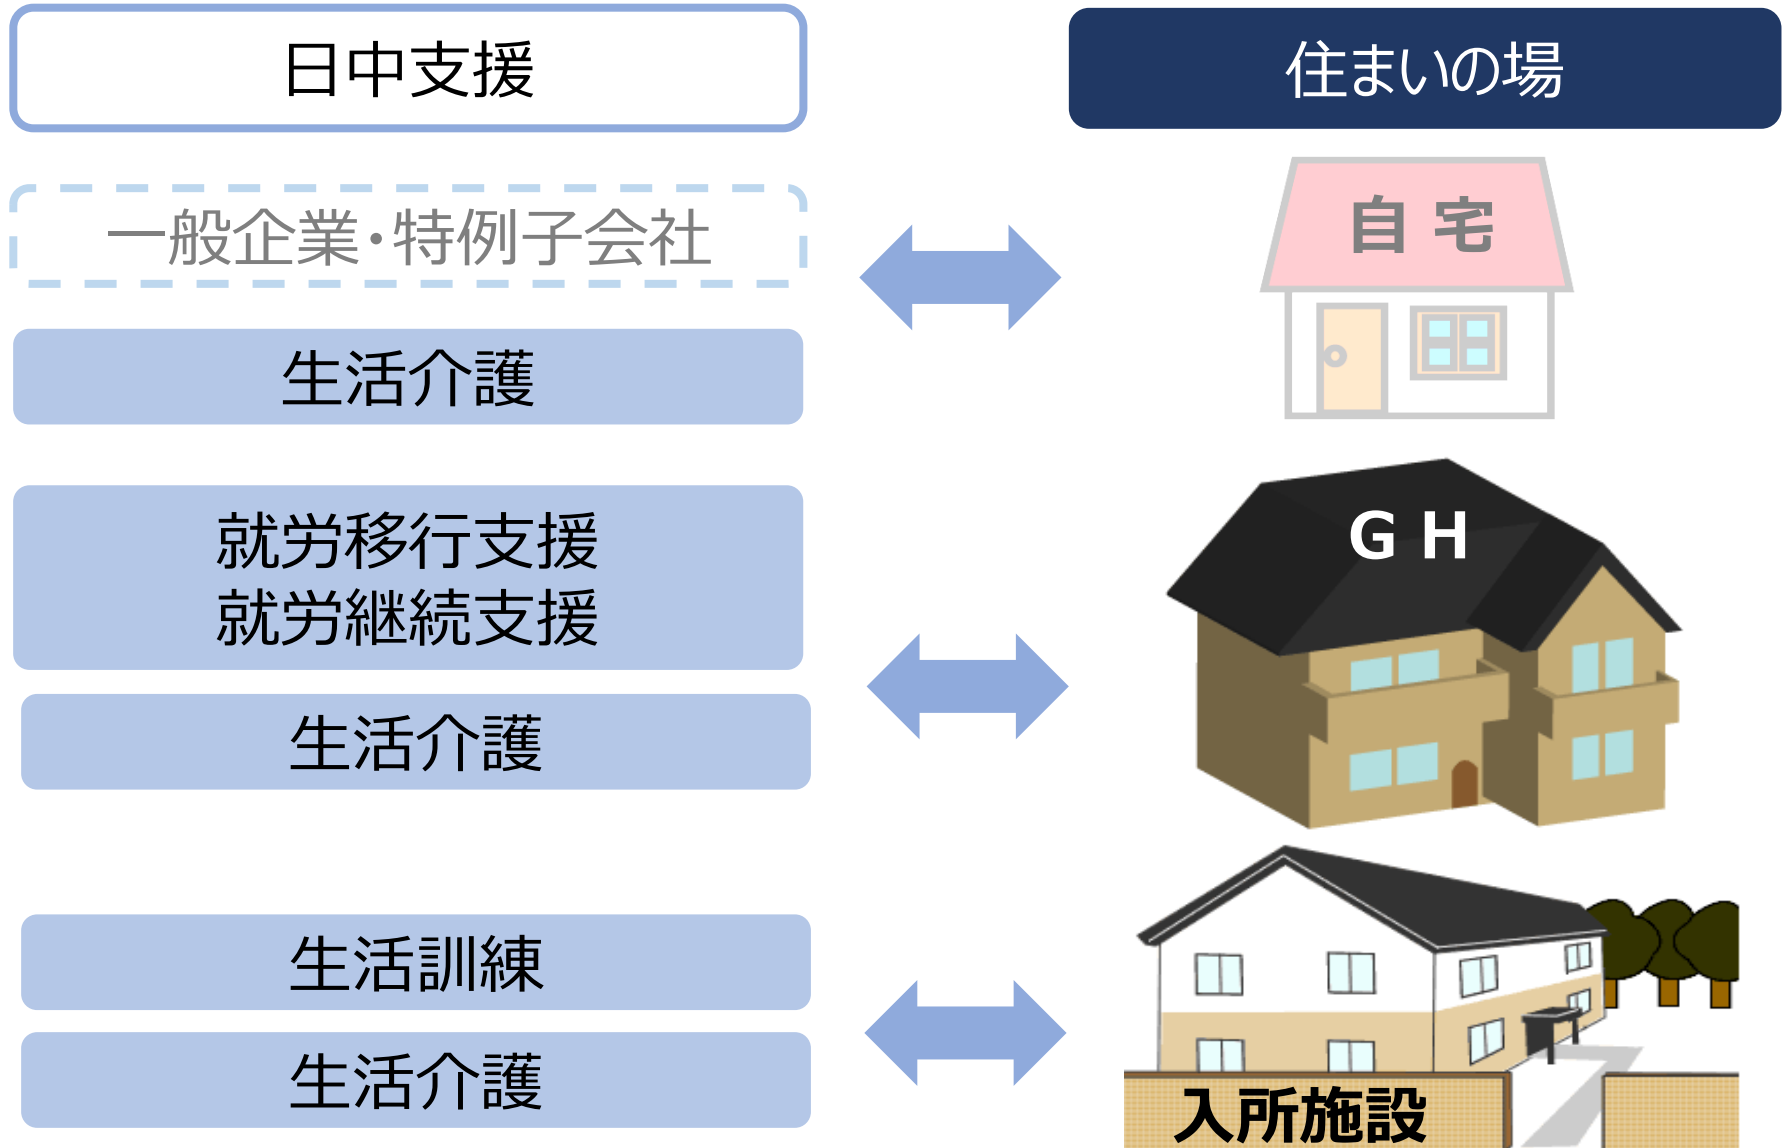 日中支援
住まいの場
一般企業・特例子会社
自宅
生活介護
就労移行支援
就労継続支援
GH
生活介護
生活訓練
生活介護
入所施設